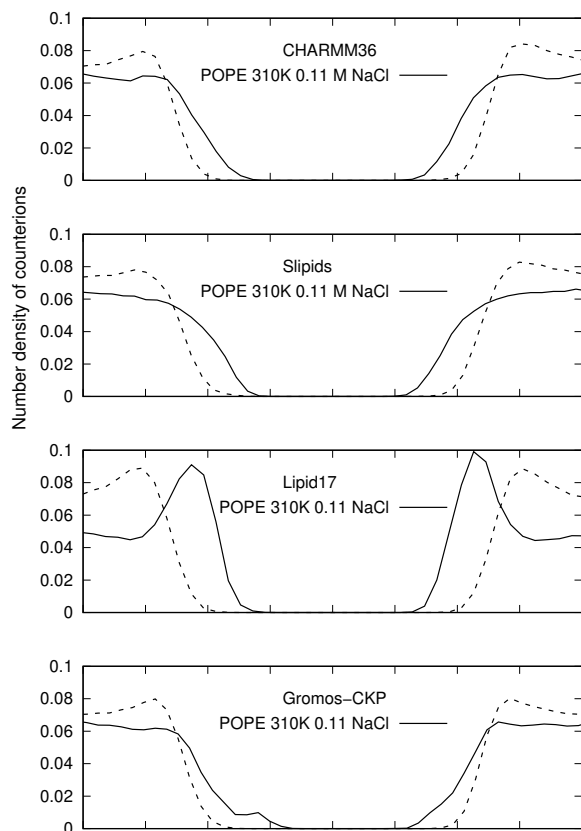 Number density of counterions
0.1
0.08
0.06
0.04
0.02
0
CHARMM36
POPE 310K 0.11 M NaCl
0.1
0.08
0.06
0.04
0.02
0
Slipids
POPE 310K 0.11 M NaCl
0.1
0.08
0.06
0.04
0.02
0
Lipid17
POPE 310K 0.11 NaCl
0.1
0.08
0.06
0.04
0.02
0
Gromos-CKP
POPE 310K 0.11 NaCl